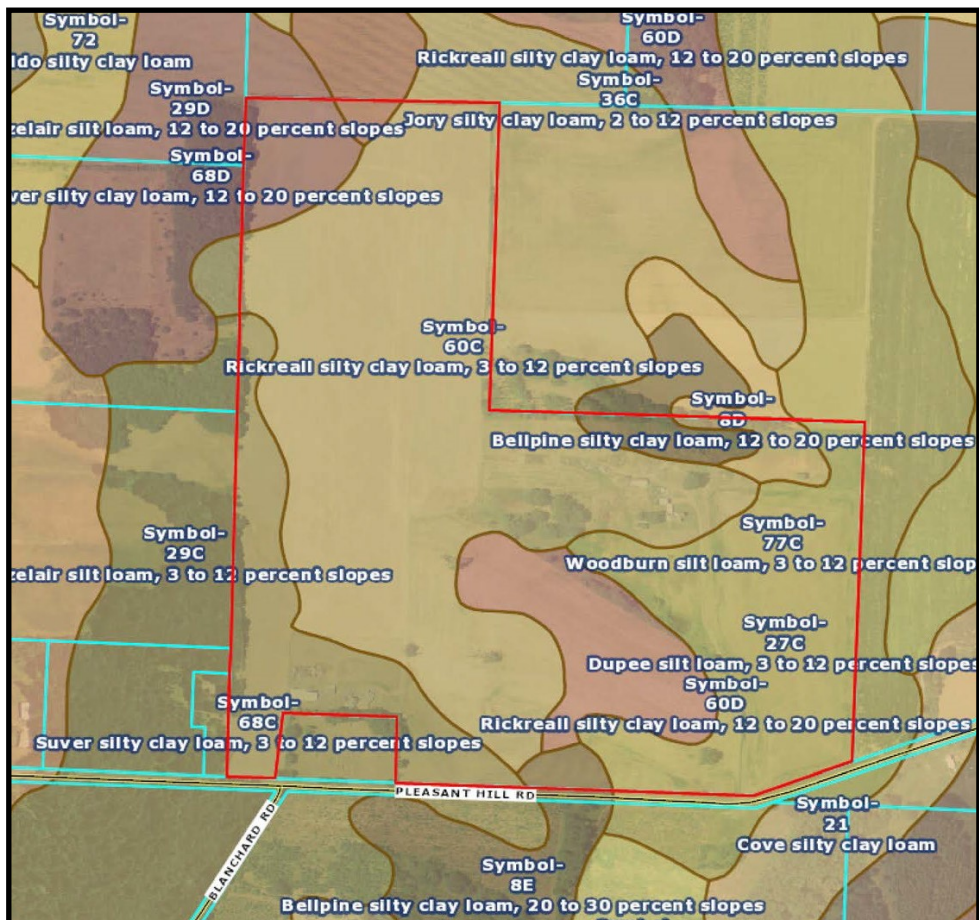 Symbol-
72
ldo silty clay loam
Symbol-
60D
Rickreall silty clay loam, 12 to 20 percent slopes
Symbol-
36C
Jory silty clay loam, 2 to 12 percent slopes
Symbol-
29D
zelair silt loam, 12 to 20 percent slopes
Symbol-
68D
ver silty clay loam, 12 to 20 percent slopes
Symbol-
60C
Rickreall silty clay loam, 3 to 12 percent slopes
Symbol-
8D
Bellpine silty clay loam, 12 to 20 percent slopes
Symbol-
29C
zelair silt loam, 3 to 12 percent slopes
Symbol-
77C
Woodburn silt loam, 3 to 12 percent slop
Symbol-
27C
Dupee silt loam, 3 to 12 percent slopes
Symbol-
60D
Rickreall silty clay loam, 12 to 20 percent slopes
Symbol-
68C
Suver silty clay loam, 3 to 12 percent slopes
PLEASANT HILL RD
BLANCHARD RD
Symbol-
21
Cove silty clay loam
Symbol-
8E
Bellpine silty clay loam, 20 to 30 percent slopes